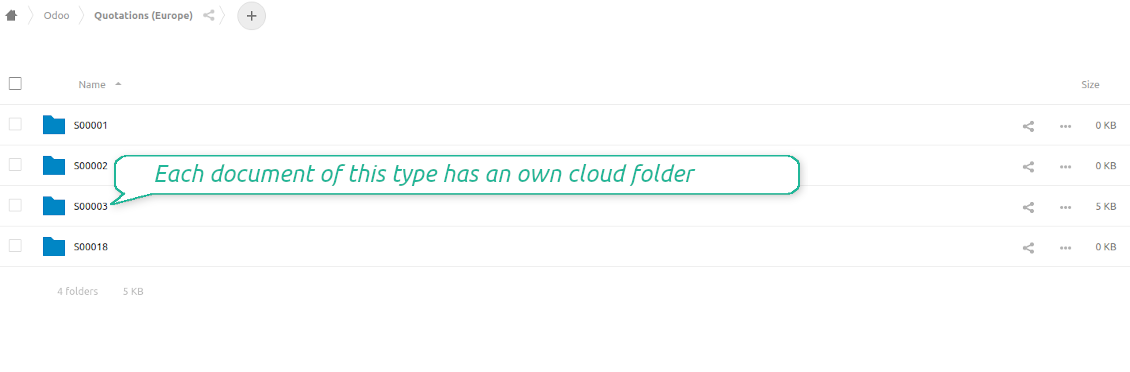 Odoo Quotations (Europe) +
Name Size
S00001 0 KB
S00002 0 KB
Each document of this type has an own cloud folder
S00003 5 KB
S00018 0 KB
4 folders 5 KB